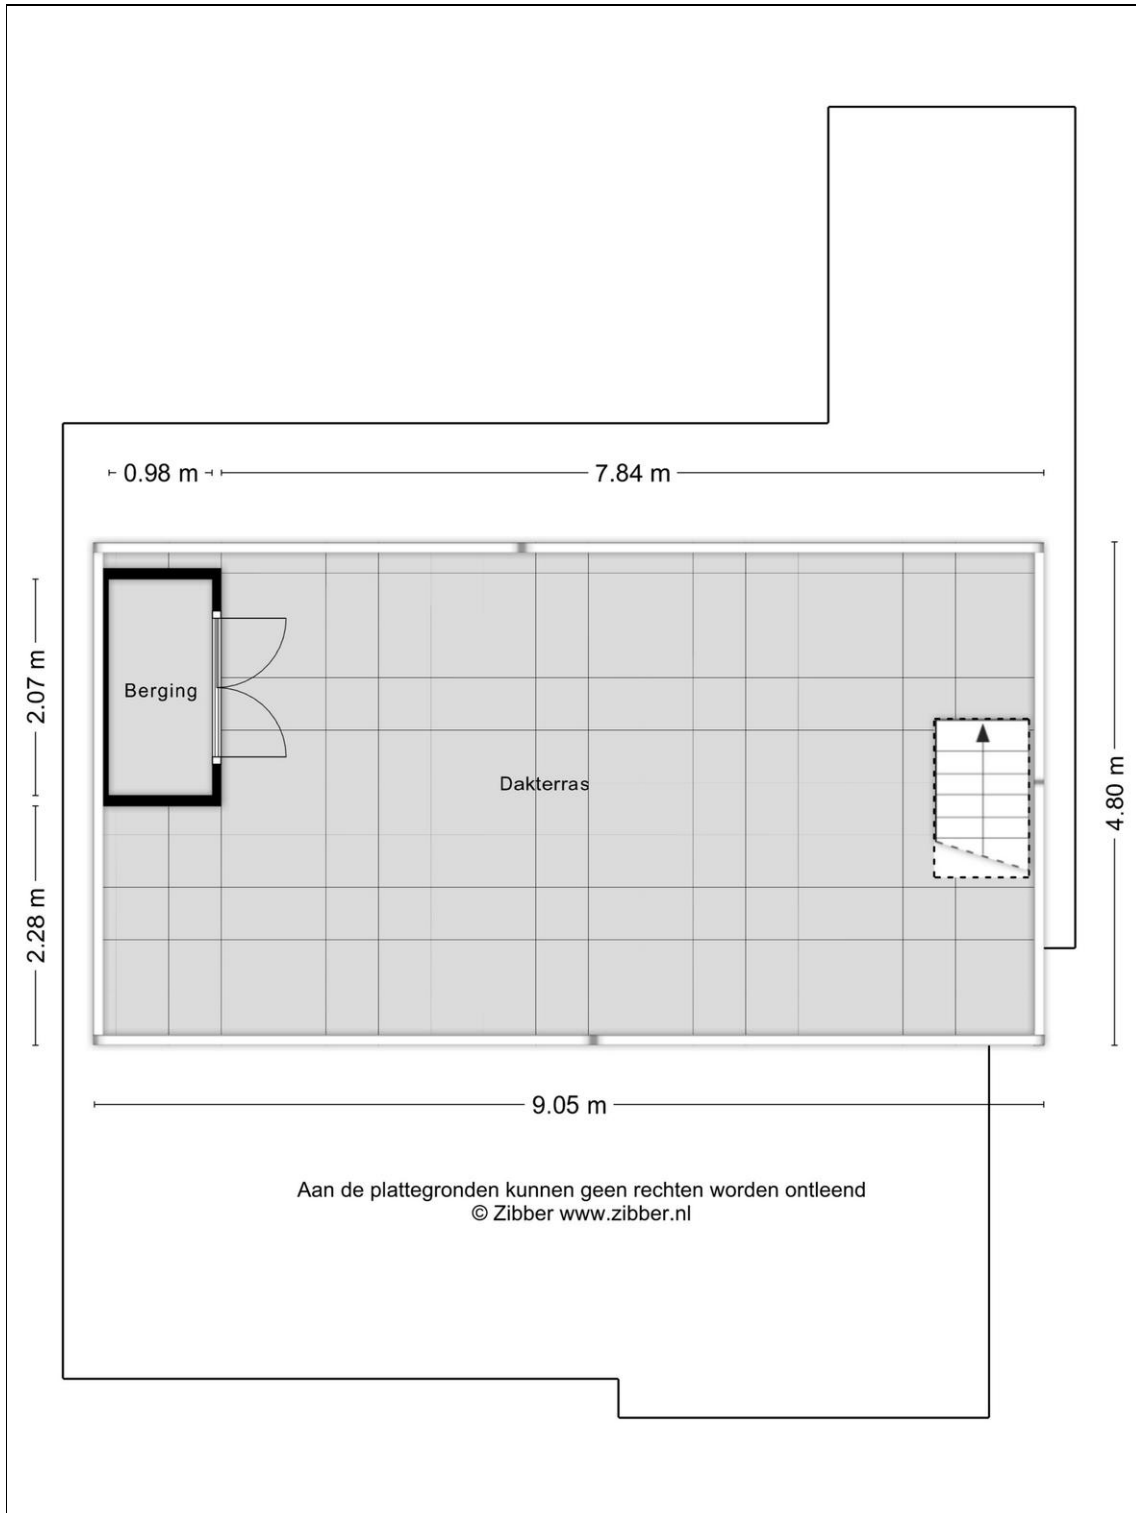 0.98 m
7.84 m
2.07 m
Berging
Dakterras
4.80 m
2.28 m
9.05 m
Aan de plattegronden kunnen geen rechten worden ontleend
© Zibber www.zibber.nl